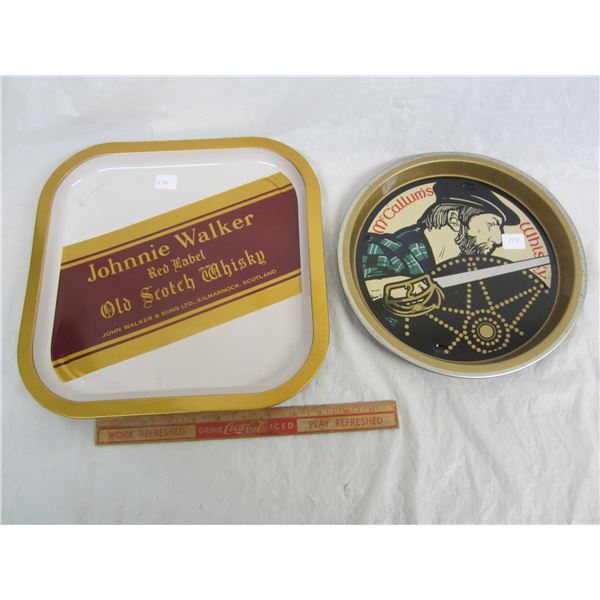 Johnnie Walker
Red Label
Old Scotch Whisky
JOHN WALKER & SONS LTD. KILMARNOCK, SCOTLAND
McCallum's
Whisky
WORK REFRESHED
DRINK Coca-Cola ICED
PLAY REFRESHED